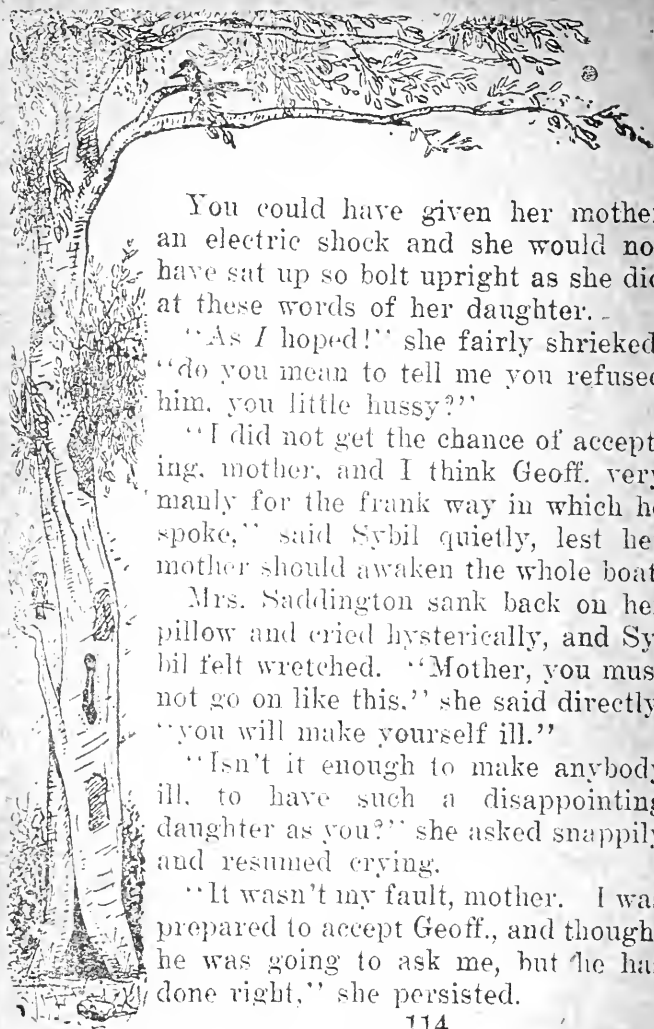 You could have given her mothe
an electric shock and she would no
have sat up so bolt upright as she did
at these words of her daughter.
"As I hoped!" she fairly shrieked
"do you mean to tell me you refused
him, you little hussy?"
"I did not get the chance of accept
ing, mother, and I think Geoff. very
manly for the frank way in which he
spoke," said Sybil quietly, lest he
mother should awaken the whole boat
Mrs. Saddington sank back on he
pillow and cried hysterically, and Sy
bil felt wretched. "Mother, you mus
not go on like this," she said directly
"you will make yourself ill."
"Isn't it enough to make anybody
ill, to have such a disappointing
daughter as you?" she asked snappily
and resumed crying.
"It wasn't my fault, mother. I wa
prepared to accept Geoff., and though
he was going to ask me, but he ha
done right," she persisted.
114